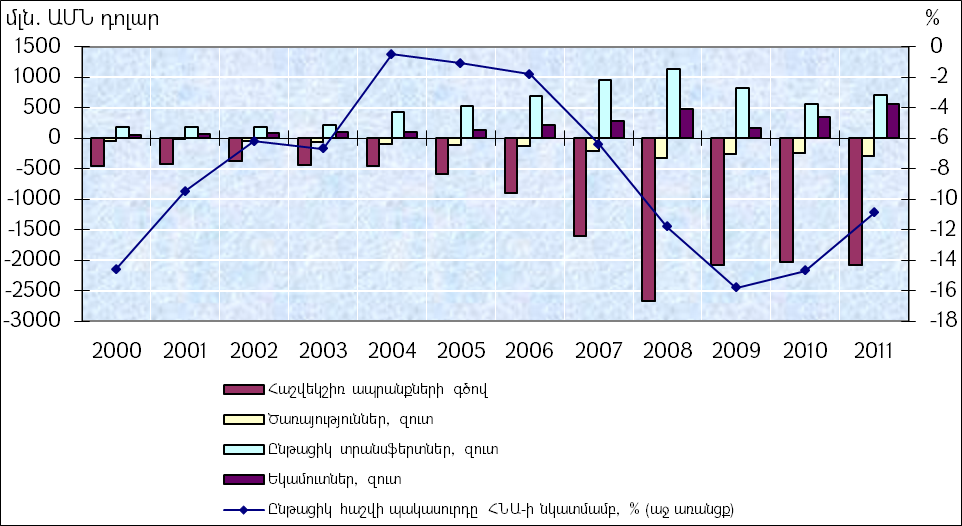 մլն. ԱՄՆ դոլար %
1500 0
1000 -2
500 -4
0 -6
-500 -8
-1000 -10
-1500 -12
-2000 -14
-2500 -16
-3000 -18
2000 2001 2002 2003 2004 2005 2006 2007 2008 2009 2010 2011
Հաշվեկշիռ ապրանքների գծով
Ծառայություններ, զուտ
Ընթացիկ տրանսֆերտներ, զուտ
Եկամուտներ, զուտ
Ընթացիկ հաշվի պակասուրդը ՀՆԱ-ի նկատմամբ, % (աջ առանցք)